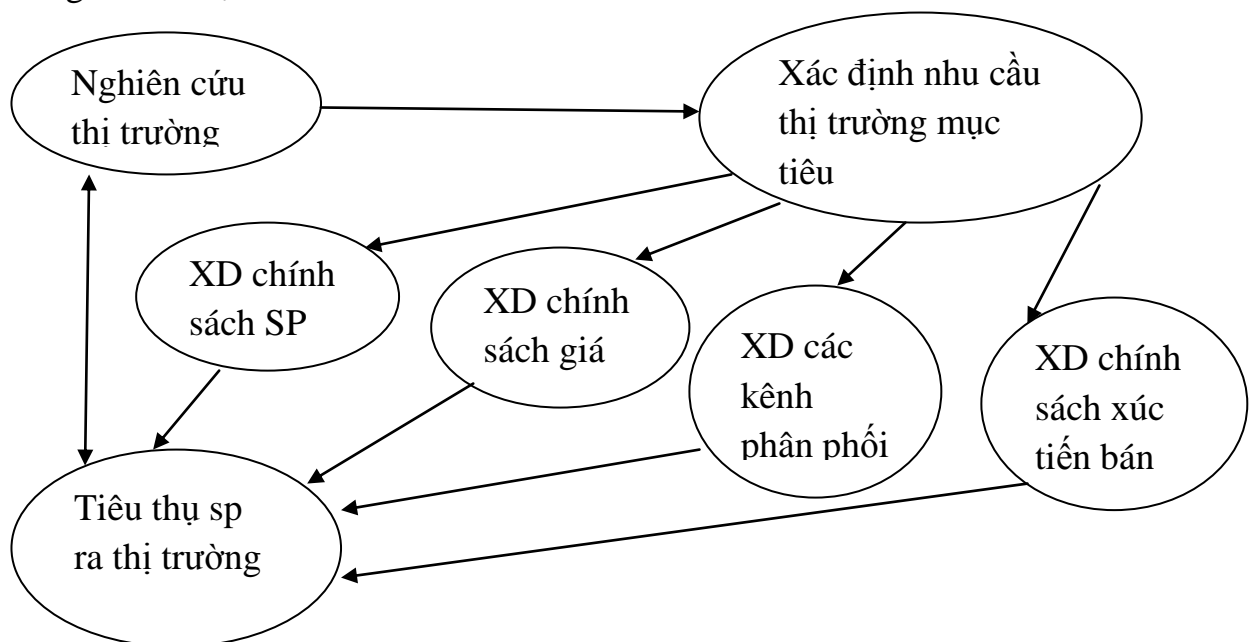 Nghiên cứu
thị trường
Xác định nhu cầu
thị trường mục
tiêu
XD chính
sách SP
XD chính
sách giá
XD các
kênh
phân phối
XD chính
sách xúc
tiến bán
Tiêu thụ sp
ra thị trường